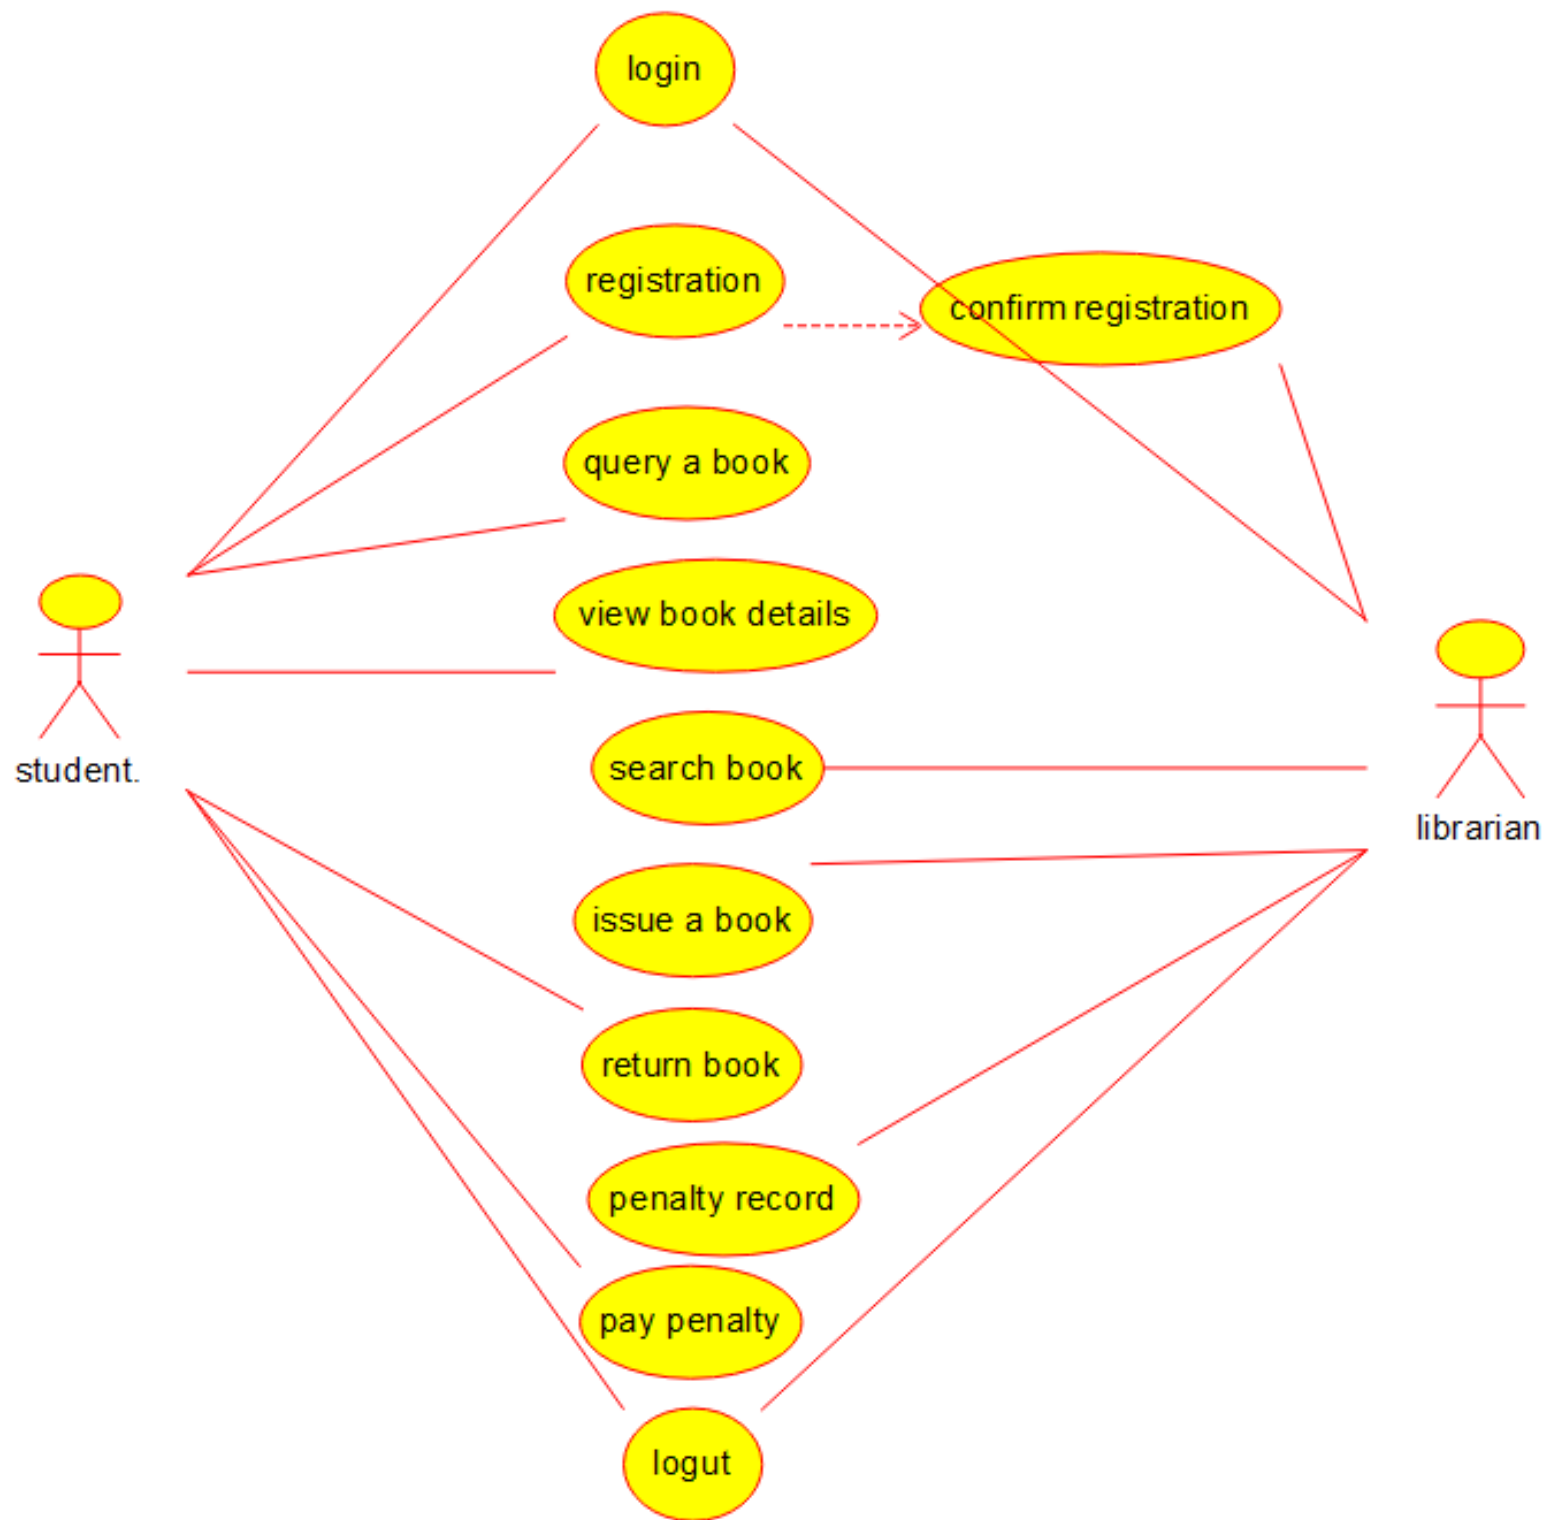 login
registration
confirm registration
query a book
view book details
search book
student.
librarian
issue a book
return book
penalty record
pay penalty
logut